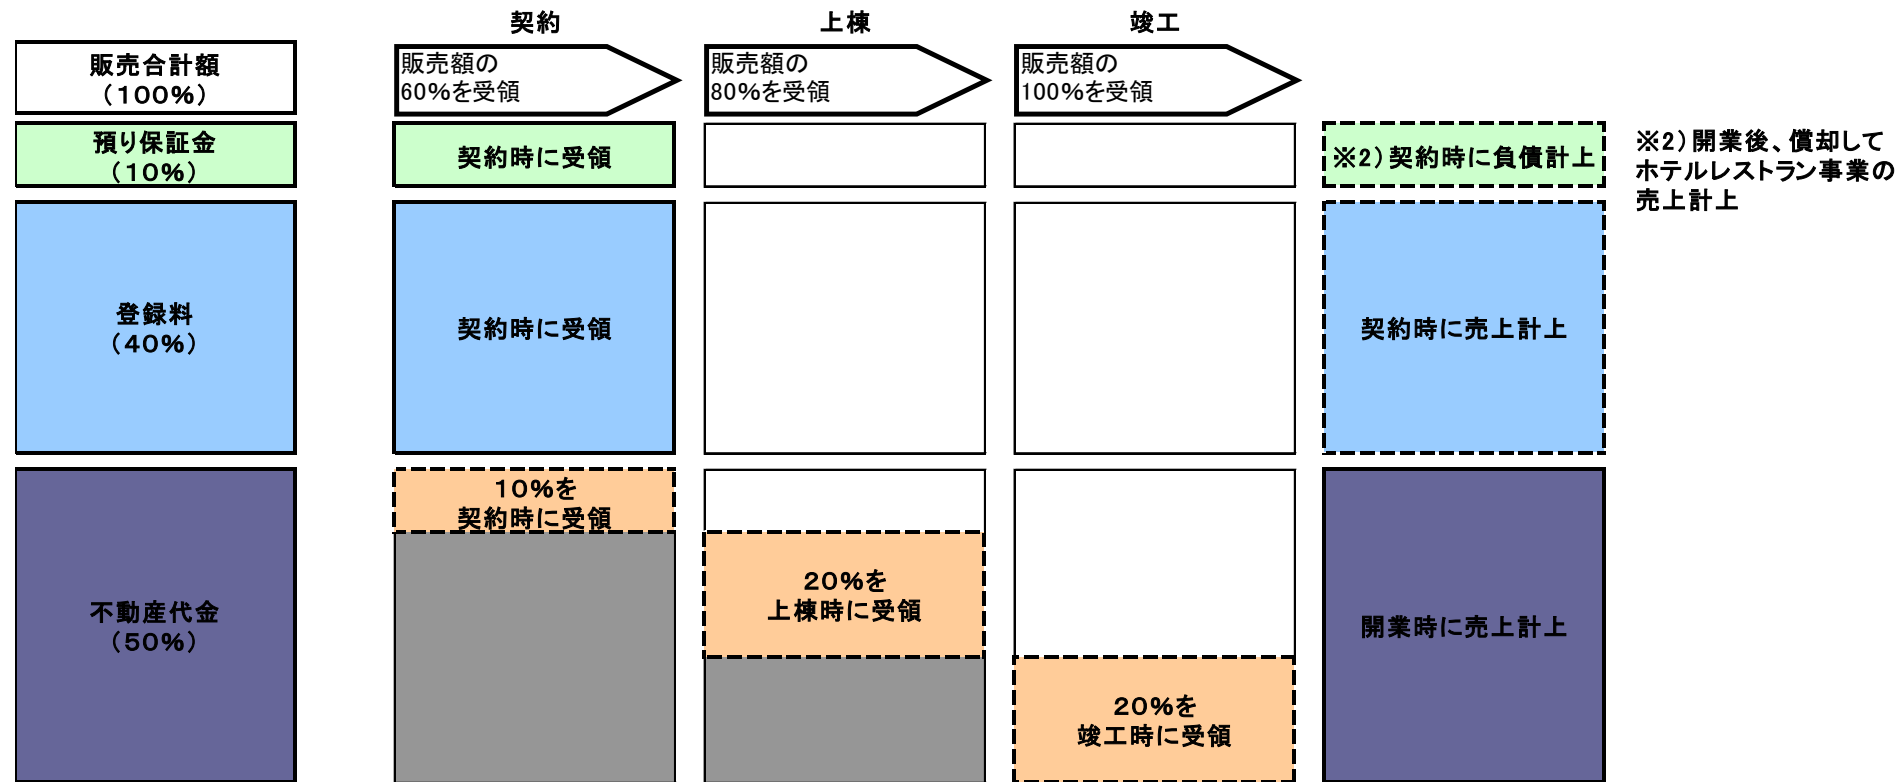 契約
上棟
竣工
販売合計額
（１００％）
販売額の
60％を受領
販売額の
80％を受領
販売額の
100％を受領
預り保証金
（１０％）
契約時に受領
※2）契約時に負債計上
※2）開業後、償却して
ホテルレストラン事業の
売上計上
登録料
（４０％）
契約時に受領
契約時に売上計上
不動産代金
（５０％）
１０％を
契約時に受領
２０％を
上棟時に受領
２０％を
竣工時に受領
開業時に売上計上